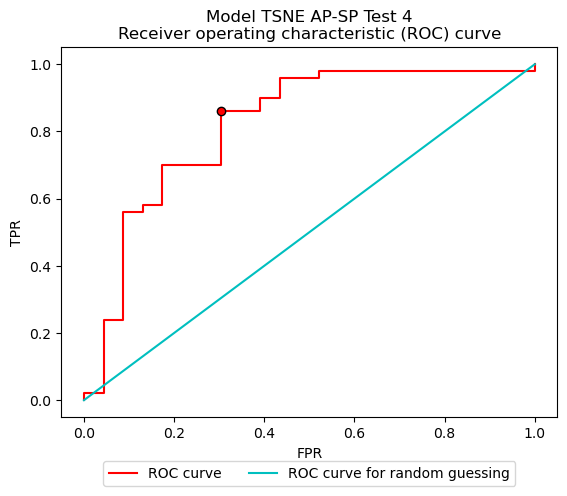 Model TSNE AP-SP Test 4
Receiver operating characteristic (ROC) curve
1.0
0.8
0.6
0.4
0.2
0.0
TPR
0.0 0.2 0.4 0.6 0.8 1.0
FPR
ROC curve ROC curve for random guessing